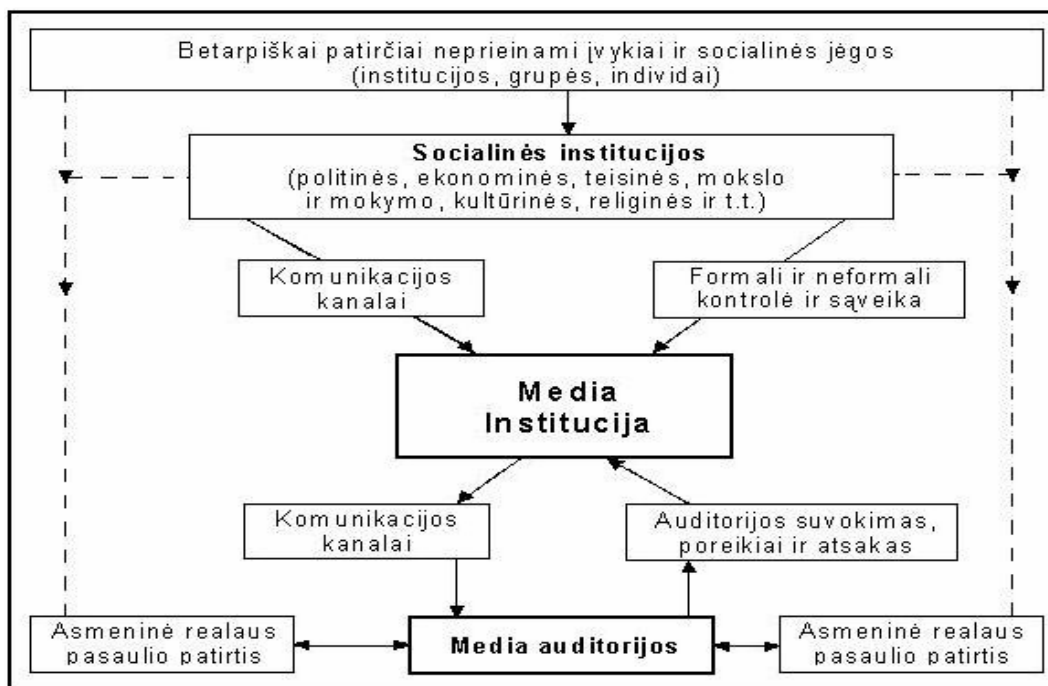 Betarpiškai patirčiai neprieinami įvykiai ir socialinės jėgos
(institucijos, grupės, individai)
Socialinės institucijos
(politinės, ekonominės, teisinės, mokslo
ir mokymo, kultūrinės, religinės ir t.t.)
Komunikacijos
kanalai
Formali ir neformali
kontrolė ir sąveika
Media
Institucija
Komunikacijos
kanalai
Auditorijos suvokimas,
poreikiai ir atsakas
Asmeninė realaus
pasaulio patirtis
Media auditorijos
Asmeninė realaus
pasaulio patirtis